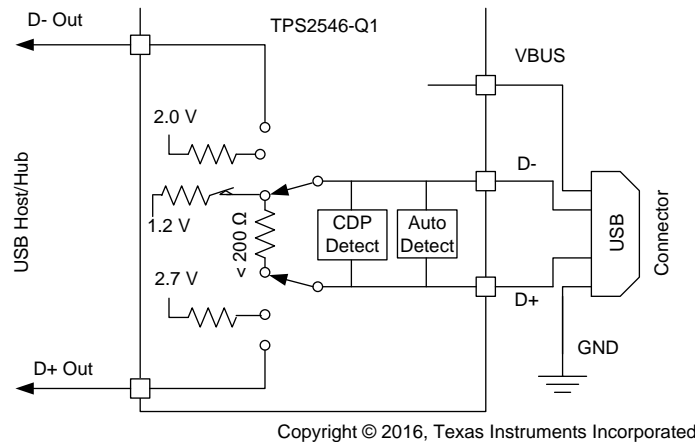 D- Out
TPS2546-Q1
VBUS
2.0 V
D-
1.2 V
< 200 Ω
CDP
Detect
Auto
Detect
USB Host/Hub
USB
Connector
2.7 V
D+
GND
D+ Out
Copyright © 2016, Texas Instruments Incorporated